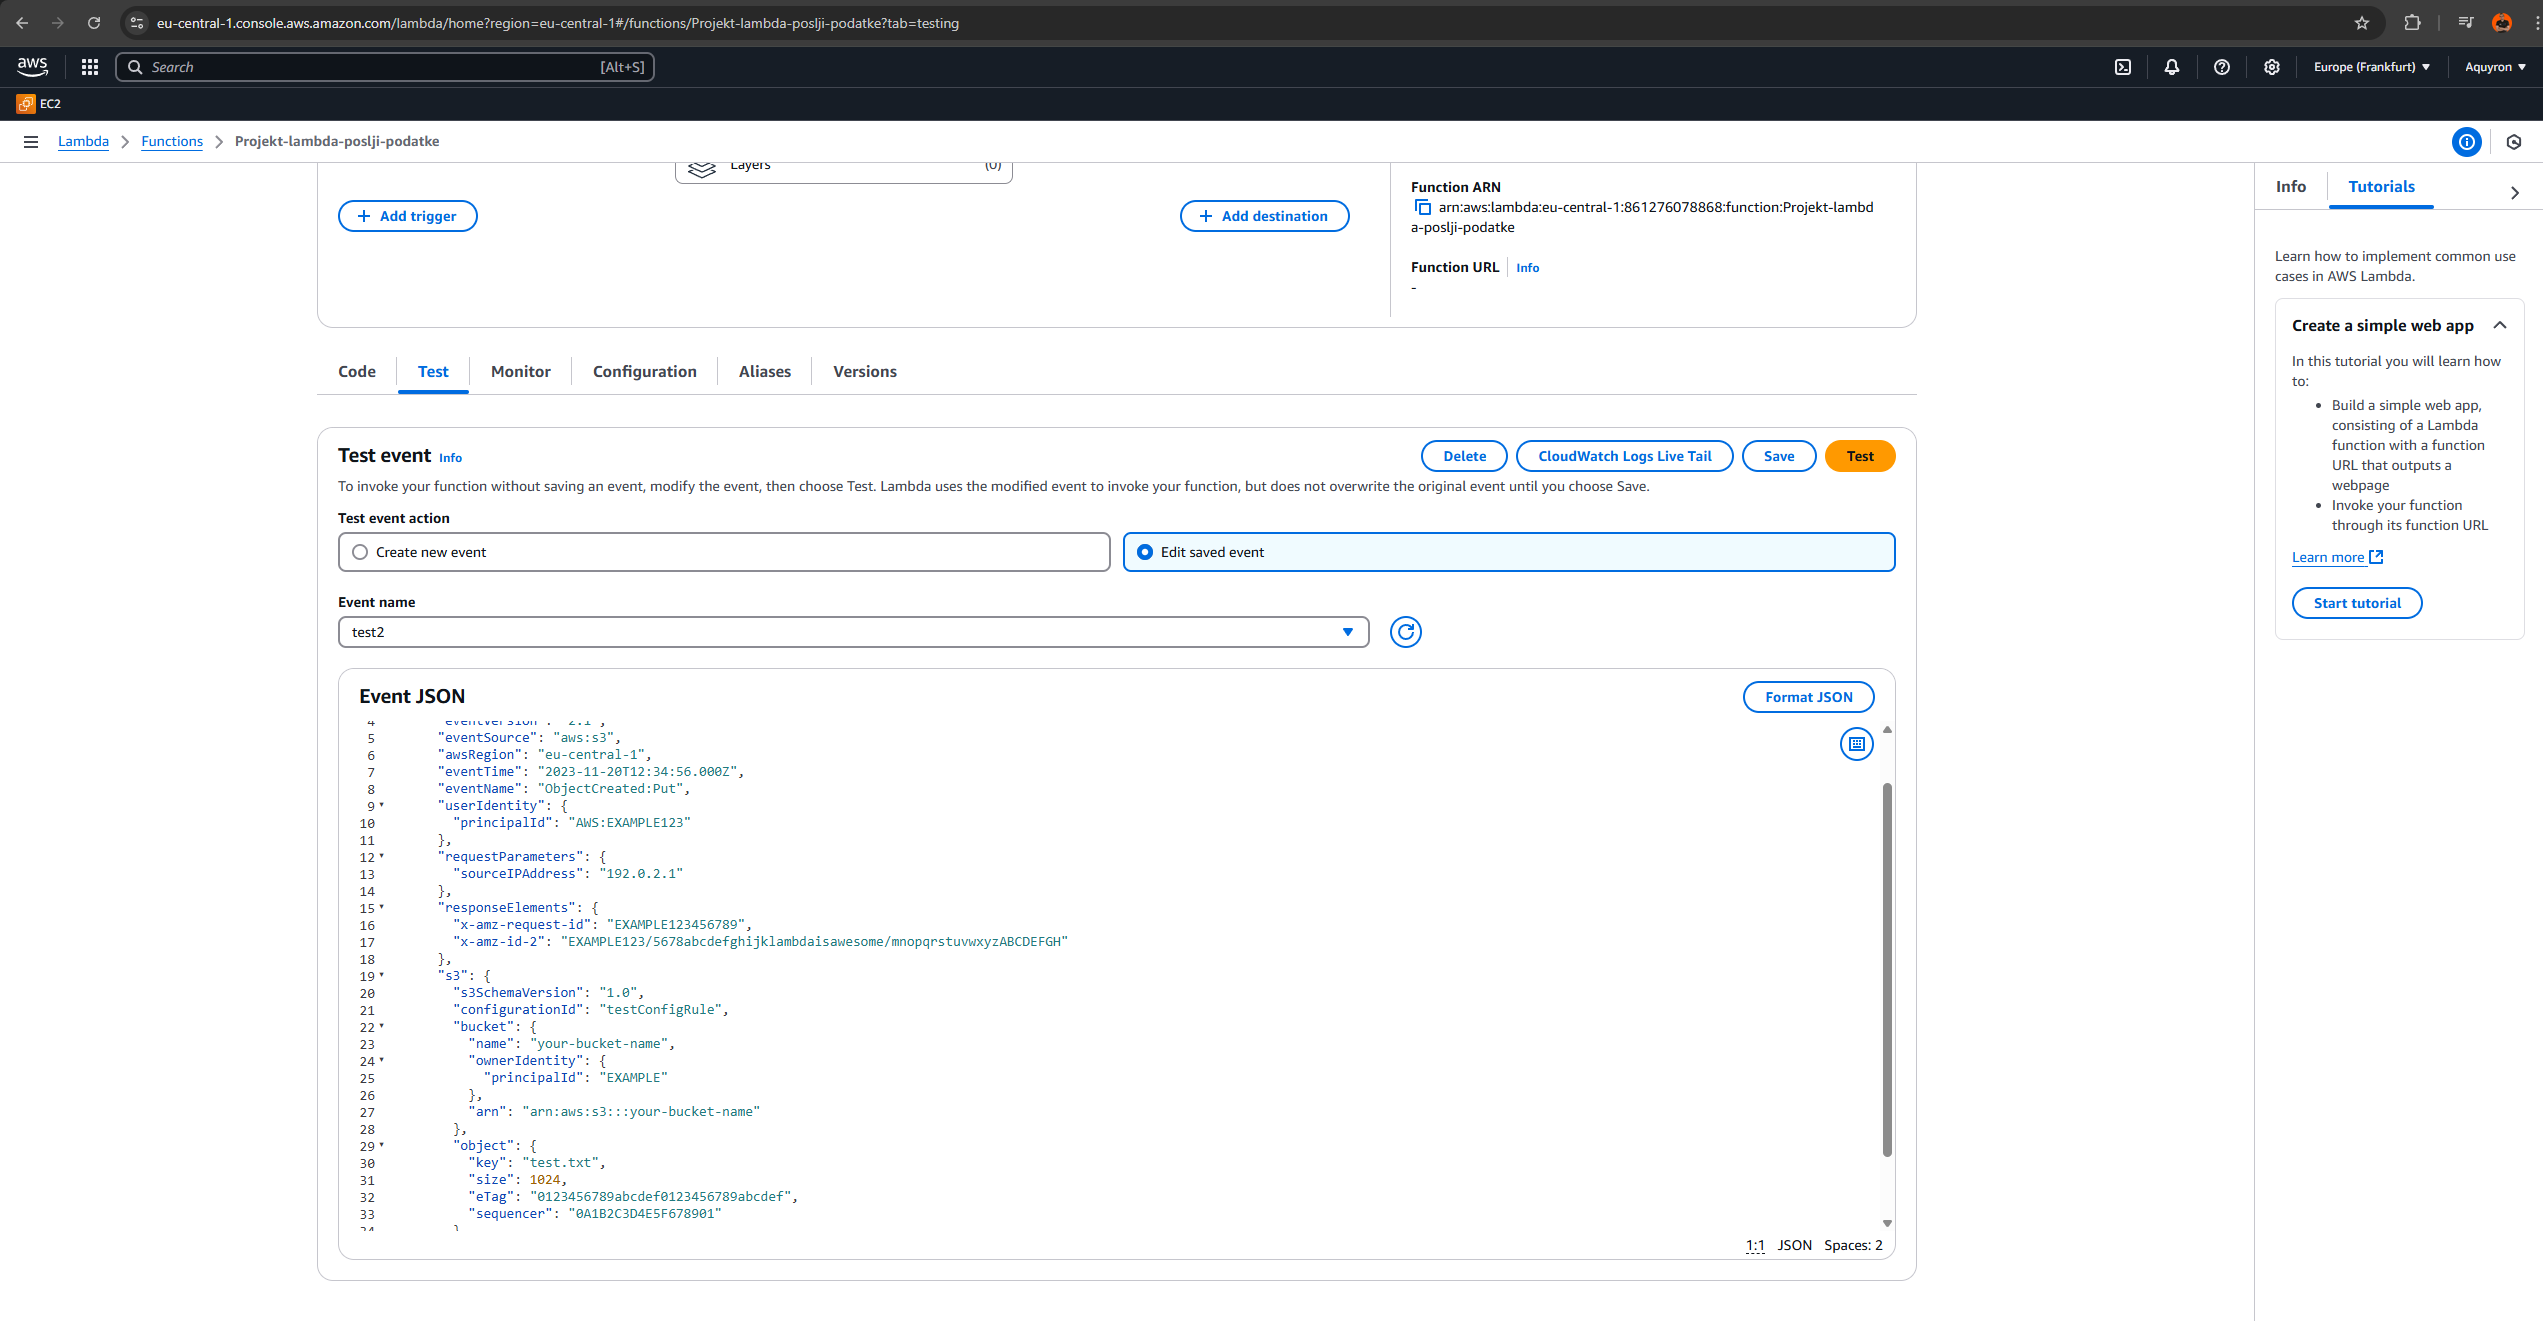 eu-central-1.console.aws.amazon.com/lambda/home?region=eu-central-1#/functions/Projekt-lambda-poslji-podatke?tab=testing
aws
Search
[Alt+S]
Europe (Frankfurt)
Aquyron
EC2
Lambda
Functions
Projekt-lambda-poslji-podatke
Layers
(0)
Add trigger
Add destination
Function ARN
arn:aws:lambda:eu-central-1:861276078868:function:Projekt-lambd
a-poslji-podatke
Function URL
Info
-
Info
Tutorials
Learn how to implement common use
cases in AWS Lambda.
Create a simple web app
In this tutorial you will learn how
to:
• Build a simple web app,
consisting of a Lambda
function with a function
URL that outputs a
webpage
• Invoke your function
through its function URL
Learn more
Start tutorial
Code
Test
Monitor
Configuration
Aliases
Versions
Test event
Info
Delete
CloudWatch Logs Live Tail
Save
Test
To invoke your function without saving an event, modify the event, then choose Test. Lambda uses the modified event to invoke your function, but does not overwrite the original event until you choose Save.
Test event action
Create new event
Edit saved event
Event name
test2
Event JSON
Format JSON
4 "eventVersion": "2.1",
5 "eventSource": "aws:s3",
6 "awsRegion": "eu-central-1",
7 "eventTime": "2023-11-20T12:34:56.000Z",
8 "eventName": "ObjectCreated:Put",
9 "userIdentity": {
10 "principalId": "AWS:EXAMPLE123"
11 },
12 "requestParameters": {
13 "sourceIPAddress": "192.0.2.1"
14 },
15 "responseElements": {
16 "x-amz-request-id": "EXAMPLE123456789",
17 "x-amz-id-2": "EXAMPLE123/5678abcdefghijklambdaisawesome/mnopqrstuvwxyzABCDEFGH"
18 },
19 "s3": {
20 "s3SchemaVersion": "1.0",
21 "configurationId": "testConfigRule",
22 "bucket": {
23 "name": "your-bucket-name",
24 "ownerIdentity": {
25 "principalId": "EXAMPLE"
26 },
27 "arn": "arn:aws:s3:::your-bucket-name"
28 },
29 "object": {
30 "key": "test.txt",
31 "size": 1024,
32 "eTag": "0123456789abcdef0123456789abcdef",
33 "sequencer": "0A1B2C3D4E5F678901"
34 }
1:1 JSON Spaces: 2